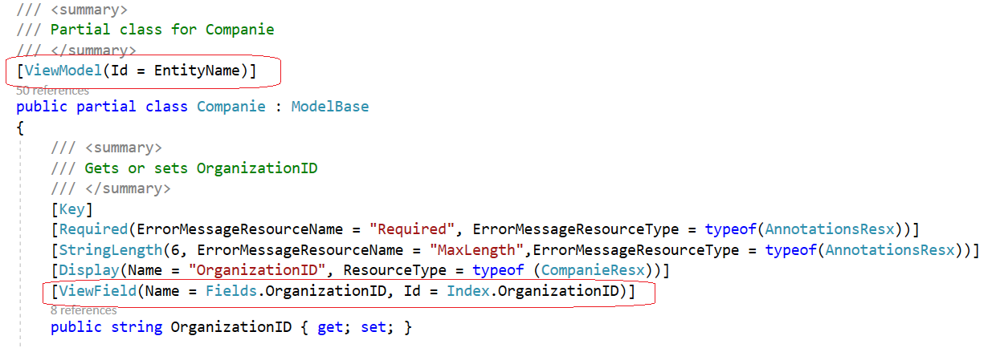 /// <summary>
/// Partial class for Companie
/// </summary>
[ViewModel(Id = EntityName)]
50 references
public partial class Companie : ModelBase
{
/// <summary>
/// Gets or sets OrganizationID
/// </summary>
[Key]
[Required(ErrorMessageResourceName = "Required", ErrorMessageResourceType = typeof(AnnotationsResx))]
[StringLength(6, ErrorMessageResourceName = "MaxLength",ErrorMessageResourceType = typeof(AnnotationsResx))]
[Display(Name = "OrganizationID", ResourceType = typeof (CompanieResx))]
[ViewField(Name = Fields.OrganizationID, Id = Index.OrganizationID)]
8 references
public string OrganizationID { get; set; }